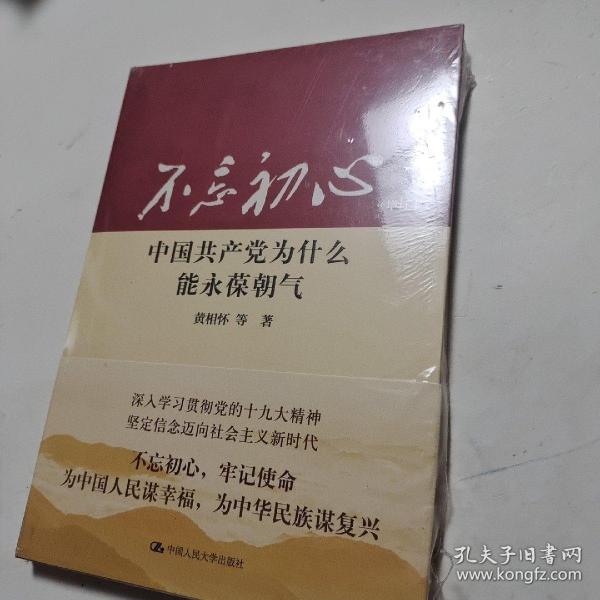 不忘初心
中国共产党为什么
能永葆朝气
黄相怀 等 著
深入学习贯彻党的十九大精神
坚定信念迈向社会主义新时代
不忘初心，牢记使命
为中国人民谋幸福，为中华民族谋复兴
中国人民大学出版社
孔夫子旧书网
www.kongfz.com